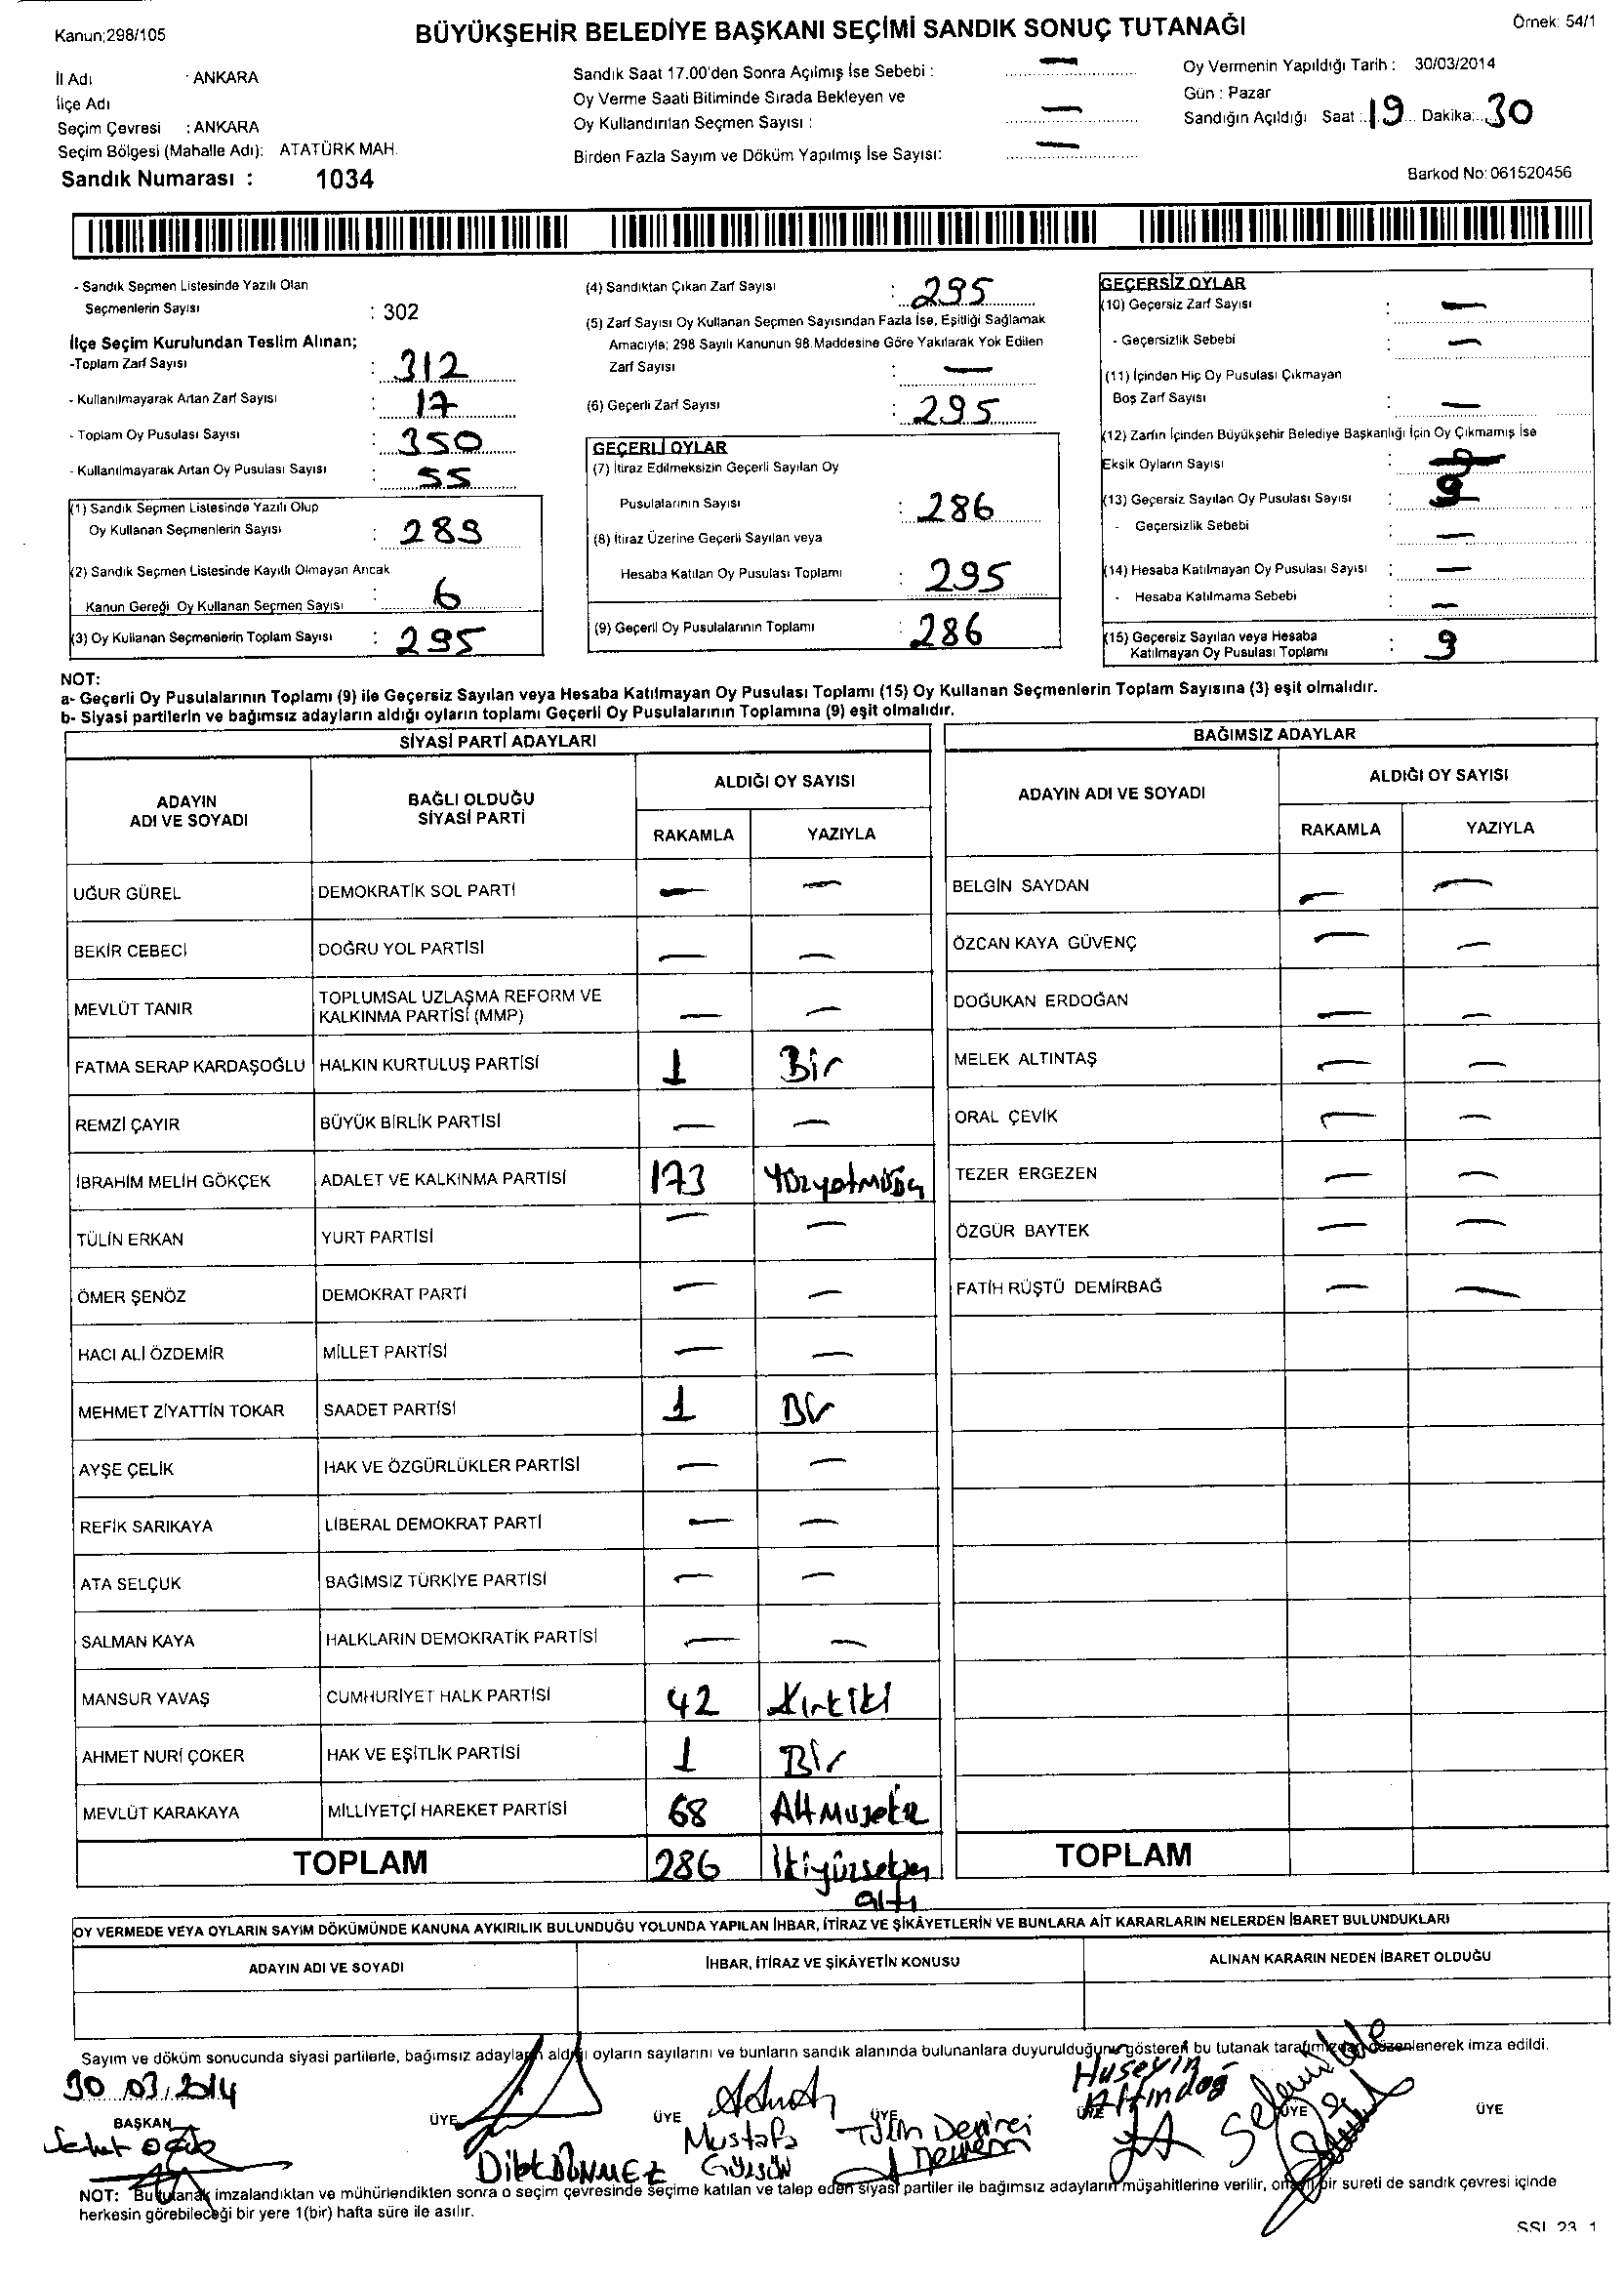 Kanun;298/105
BÜYÜKŞEHİR BELEDİYE BAŞKANI SEÇİMİ SANDIK SONUÇ TUTANAĞI
Örnek: 54/1
İl Adı : ANKARA
İlçe Adı
Seçim Çevresi : ANKARA
Seçim Bölgesi (Mahalle Adı): ATATÜRK MAH.
Sandık Numarası : 1034
Sandık Saat 17.00'den Sonra Açılmış İse Sebebi : —
Oy Verme Saati Bitiminde Sırada Bekleyen ve
Oy Kullandırılan Seçmen Sayısı : —
Birden Fazla Sayım ve Döküm Yapılmış İse Sayısı: —
Oy Vermenin Yapıldığı Tarih : 30/03/2014
Gün : Pazar
Sandığın Açıldığı Saat : 19 Dakika: 30
Barkod No: 061520456
- Sandık Seçmen Listesinde Yazılı Olan
Seçmenlerin Sayısı : 302
İlçe Seçim Kurulundan Teslim Alınan;
-Toplam Zarf Sayısı : 312
- Kullanılmayarak Artan Zarf Sayısı : 17
- Toplam Oy Pusulası Sayısı : 350
- Kullanılmayarak Artan Oy Pusulası Sayısı : 55
(1) Sandık Seçmen Listesinde Yazılı Olup
Oy Kullanan Seçmenlerin Sayısı : 289
(2) Sandık Seçmen Listesinde Kayıtlı Olmayan Ancak
Kanun Gereği Oy Kullanan Seçmen Sayısı : 6
(3) Oy Kullanan Seçmenlerin Toplam Sayısı : 295
(4) Sandıktan Çıkan Zarf Sayısı : 295
(5) Zarf Sayısı Oy Kullanan Seçmen Sayısından Fazla İse, Eşitliği Sağlamak
Amacıyla; 298 Sayılı Kanunun 98.Maddesine Göre Yakılarak Yok Edilen
Zarf Sayısı : —
(6) Geçerli Zarf Sayısı : 295
GEÇERLİ OYLAR
(7) İtiraz Edilmeksizin Geçerli Sayılan Oy
Pusulalarının Sayısı : 286
(8) İtiraz Üzerine Geçerli Sayılan veya
Hesaba Katılan Oy Pusulası Toplamı : 295
(9) Geçerli Oy Pusulalarının Toplamı : 286
GEÇERSİZ OYLAR
(10) Geçersiz Zarf Sayısı : —
- Geçersizlik Sebebi : —
(11) İçinden Hiç Oy Pusulası Çıkmayan
Boş Zarf Sayısı : —
(12) Zarfın İçinden Büyükşehir Belediye Başkanlığı İçin Oy Çıkmamış İse
Eksik Oyların Sayısı :
(13) Geçersiz Sayılan Oy Pusulası Sayısı : 9
- Geçersizlik Sebebi : —
(14) Hesaba Katılmayan Oy Pusulası Sayısı : —
- Hesaba Katılmama Sebebi : —
(15) Geçersiz Sayılan veya Hesaba
Katılmayan Oy Pusulası Toplamı : 9
NOT:
a- Geçerli Oy Pusulalarının Toplamı (9) ile Geçersiz Sayılan veya Hesaba Katılmayan Oy Pusulası Toplamı (15) Oy Kullanan Seçmenlerin Toplam Sayısına (3) eşit olmalıdır.
b- Siyasi partilerin ve bağımsız adayların aldığı oyların toplamı Geçerli Oy Pusulalarının Toplamına (9) eşit olmalıdır.
SİYASİ PARTİ ADAYLARI
ADAYIN ADI VE SOYADI BAĞLI OLDUĞU SİYASİ PARTİ ALDIĞI OY SAYISI
RAKAMLA YAZIYLA
UĞUR GÜREL DEMOKRATİK SOL PARTİ — —
BEKİR CEBECİ DOĞRU YOL PARTİSİ — —
MEVLÜT TANIR TOPLUMSAL UZLAŞMA REFORM VE KALKINMA PARTİSİ (MMP) — —
FATMA SERAP KARDAŞOĞLU HALKIN KURTULUŞ PARTİSİ 1 Bir
REMZİ ÇAYIR BÜYÜK BİRLİK PARTİSİ — —
İBRAHİM MELİH GÖKÇEK ADALET VE KALKINMA PARTİSİ 173 Yüzyetmişüç
TÜLİN ERKAN YURT PARTİSİ — —
ÖMER ŞENÖZ DEMOKRAT PARTİ — —
HACI ALİ ÖZDEMİR MİLLET PARTİSİ — —
MEHMET ZİYATTİN TOKAR SAADET PARTİSİ 1 Bir
AYŞE ÇELİK HAK VE ÖZGÜRLÜKLER PARTİSİ — —
REFİK SARIKAYA LİBERAL DEMOKRAT PARTİ — —
ATA SELÇUK BAĞIMSIZ TÜRKİYE PARTİSİ — —
SALMAN KAYA HALKLARIN DEMOKRATİK PARTİSİ — —
MANSUR YAVAŞ CUMHURİYET HALK PARTİSİ 42 Kırkiki
AHMET NURİ ÇOKER HAK VE EŞİTLİK PARTİSİ 1 Bir
MEVLÜT KARAKAYA MİLLİYETÇİ HAREKET PARTİSİ 68 Altmışsekiz
TOPLAM 286 İkiyüzseksen
altı
BAĞIMSIZ ADAYLAR
ADAYIN ADI VE SOYADI ALDIĞI OY SAYISI
RAKAMLA YAZIYLA
BELGİN SAYDAN — —
ÖZCAN KAYA GÜVENÇ — —
DOĞUKAN ERDOĞAN — —
MELEK ALTINTAŞ — —
ORAL ÇEVİK — —
TEZER ERGEZEN — —
ÖZGÜR BAYTEK — —
FATİH RÜŞTÜ DEMİRBAĞ — —
TOPLAM
OY VERMEDE VEYA OYLARIN SAYIM DÖKÜMÜNDE KANUNA AYKIRILIK BULUNDUĞU YOLUNDA YAPILAN İHBAR, İTİRAZ VE ŞİKÂYETLERİN VE BUNLARA AİT KARARLARIN NELERDEN İBARET BULUNDUKLARI
ADAYIN ADI VE SOYADI İHBAR, İTİRAZ VE ŞİKÂYETİN KONUSU ALINAN KARARIN NEDEN İBARET OLDUĞU
Sayım ve döküm sonucunda siyasi partilerle, bağımsız adayların aldığı oyların sayılarını ve bunların sandık alanında bulunanlara duyurulduğunu gösteren bu tutanak tarafımızdan düzenlenerek imza edildi.
30 03/2014
BAŞKAN ÜYE ÜYE ÜYE ÜYE ÜYE ÜYE
Dilek DÖNMEZ
Mustafa
GÜLSÜN
Tülin Demirci
Hüseyin
Altındağ
NOT: Bu tutanak imzalandıktan ve mühürlendikten sonra o seçim çevresinde seçime katılan ve talep eden siyasi partiler ile bağımsız adayların müşahitlerine verilir, onaylı bir sureti de sandık çevresi içinde
herkesin görebileceği bir yere 1(bir) hafta süre ile asılır.
SSI 23 1